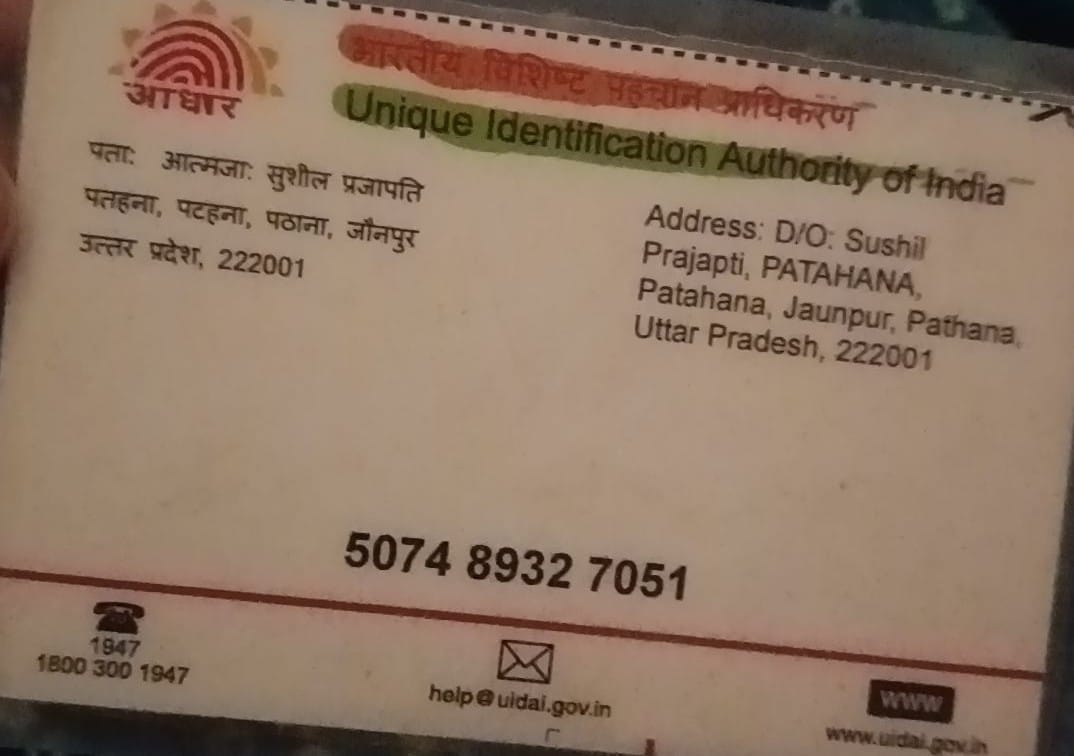 आधार
भारतीय विशिष्ट पहचान प्राधिकरण
Unique Identification Authority of India
पता: आत्मजा: सुशील प्रजापति
पतहना, पटहना, पठाना, जौनपुर
उत्तर प्रदेश, 222001
Address: D/O: Sushil
Prajapti, PATAHANA,
Patahana, Jaunpur, Pathana,
Uttar Pradesh, 222001
5074 8932 7051
1947
1800 300 1947
help@uidai.gov.in
www
www.uidai.gov.in